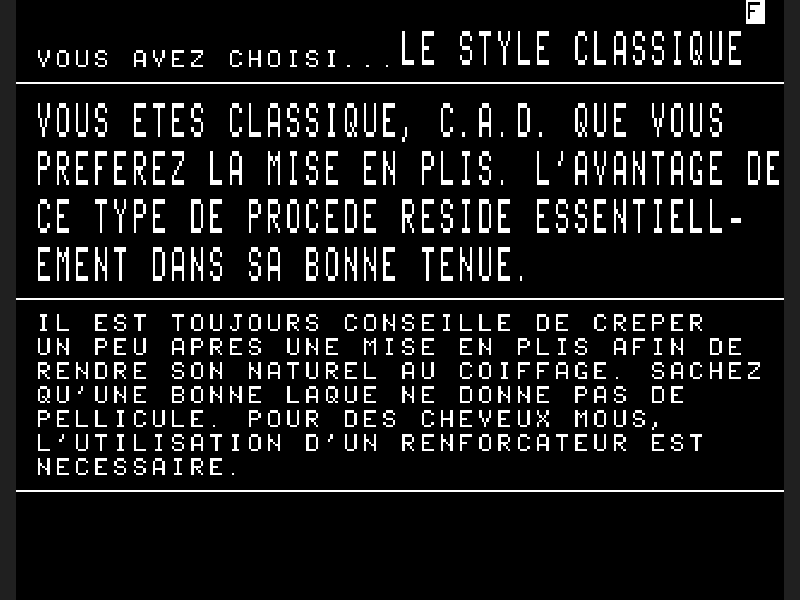 F
VOUS AVEZ CHOISI...LE STYLE CLASSIQUE
VOUS ETES CLASSIQUE, C.A.D. QUE VOUS
PREFEREZ LA MISE EN PLIS. L'AVANTAGE DE
CE TYPE DE PROCEDE RESIDE ESSENTIELL-
EMENT DANS SA BONNE TENUE.
IL EST TOUJOURS CONSEILLE DE CREPER
UN PEU APRES UNE MISE EN PLIS AFIN DE
RENDRE SON NATUREL AU COIFFAGE. SACHEZ
QU'UNE BONNE LAQUE NE DONNE PAS DE
PELLICULE. POUR DES CHEVEUX MOUS,
L'UTILISATION D'UN RENFORCATEUR EST
NECESSAIRE.